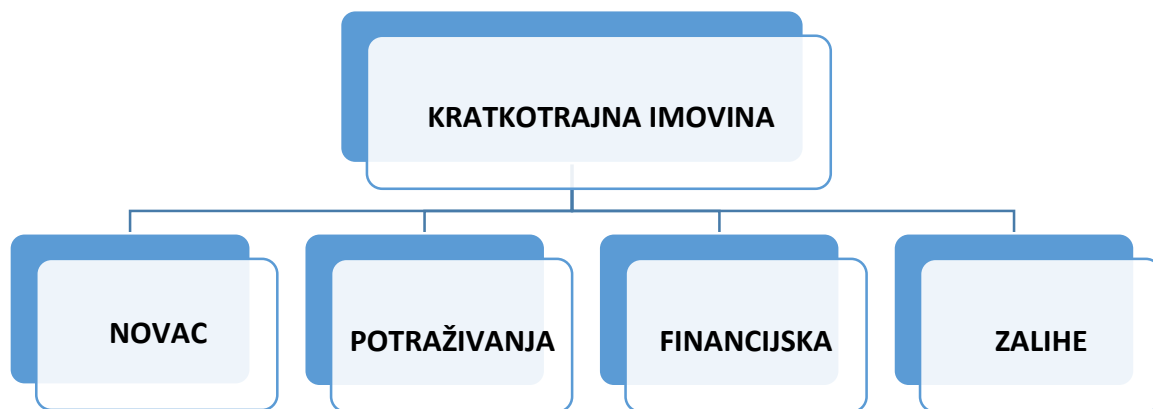 KRATKOTRAJNA IMOVINA
NOVAC
POTRAŽIVANJA
FINANCIJSKA
ZALIHE